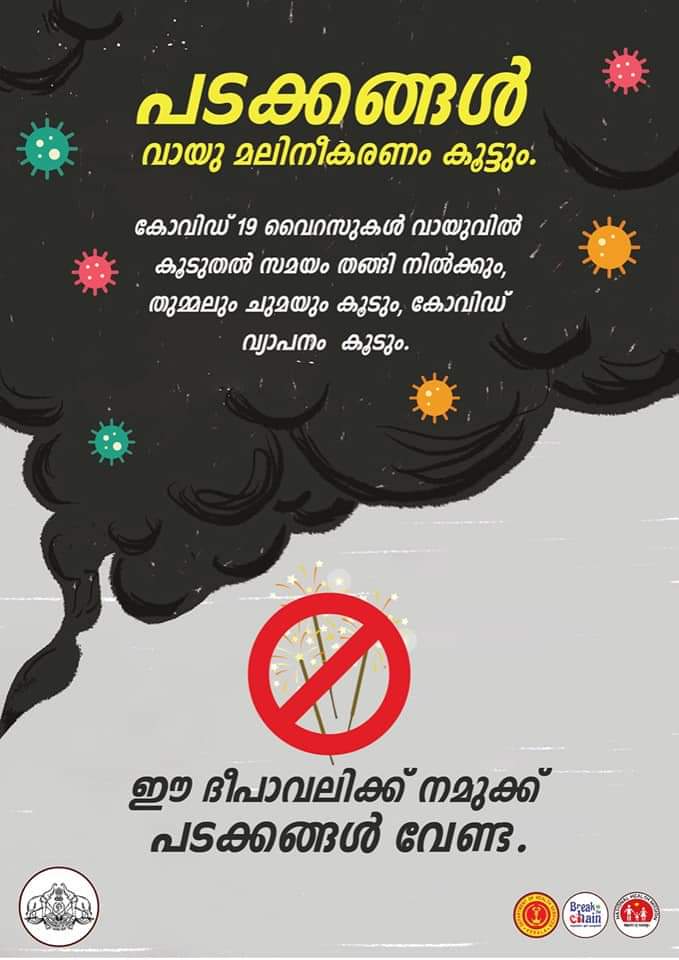 പടക്കങ്ങൾ
വായു മലിനീകരണം കൂട്ടും.
കോവിഡ് 19 വൈറസുകൾ വായുവിൽ
കൂടുതൽ സമയം തങ്ങി നിൽക്കും,
തുമ്മലും ചുമയും കൂടും, കോവിഡ്
വ്യാപനം കൂടും.
ഈ ദീപാവലിക്ക് നമുക്ക്
പടക്കങ്ങൾ വേണ്ട.
Break
chain